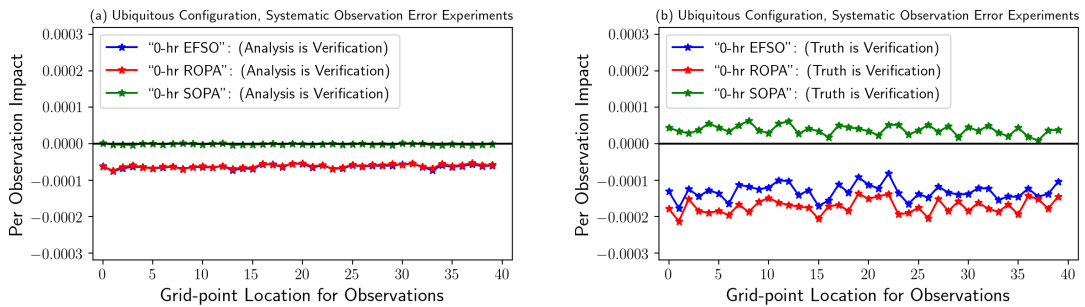 (a) Ubiquitous Configuration, Systematic Observation Error Experiments
0.0003
0.0002
0.0001
0.0000
−0.0001
−0.0002
−0.0003
Per Observation Impact
“0-hr EFSO”: (Analysis is Verification)
“0-hr ROPA”: (Analysis is Verification)
“0-hr SOPA”: (Analysis is Verification)
0 5 10 15 20 25 30 35 40
Grid-point Location for Observations
(b) Ubiquitous Configuration, Systematic Observation Error Experiments
0.0003
0.0002
0.0001
0.0000
−0.0001
−0.0002
−0.0003
Per Observation Impact
“0-hr EFSO”: (Truth is Verification)
“0-hr ROPA”: (Truth is Verification)
“0-hr SOPA”: (Truth is Verification)
0 5 10 15 20 25 30 35 40
Grid-point Location for Observations